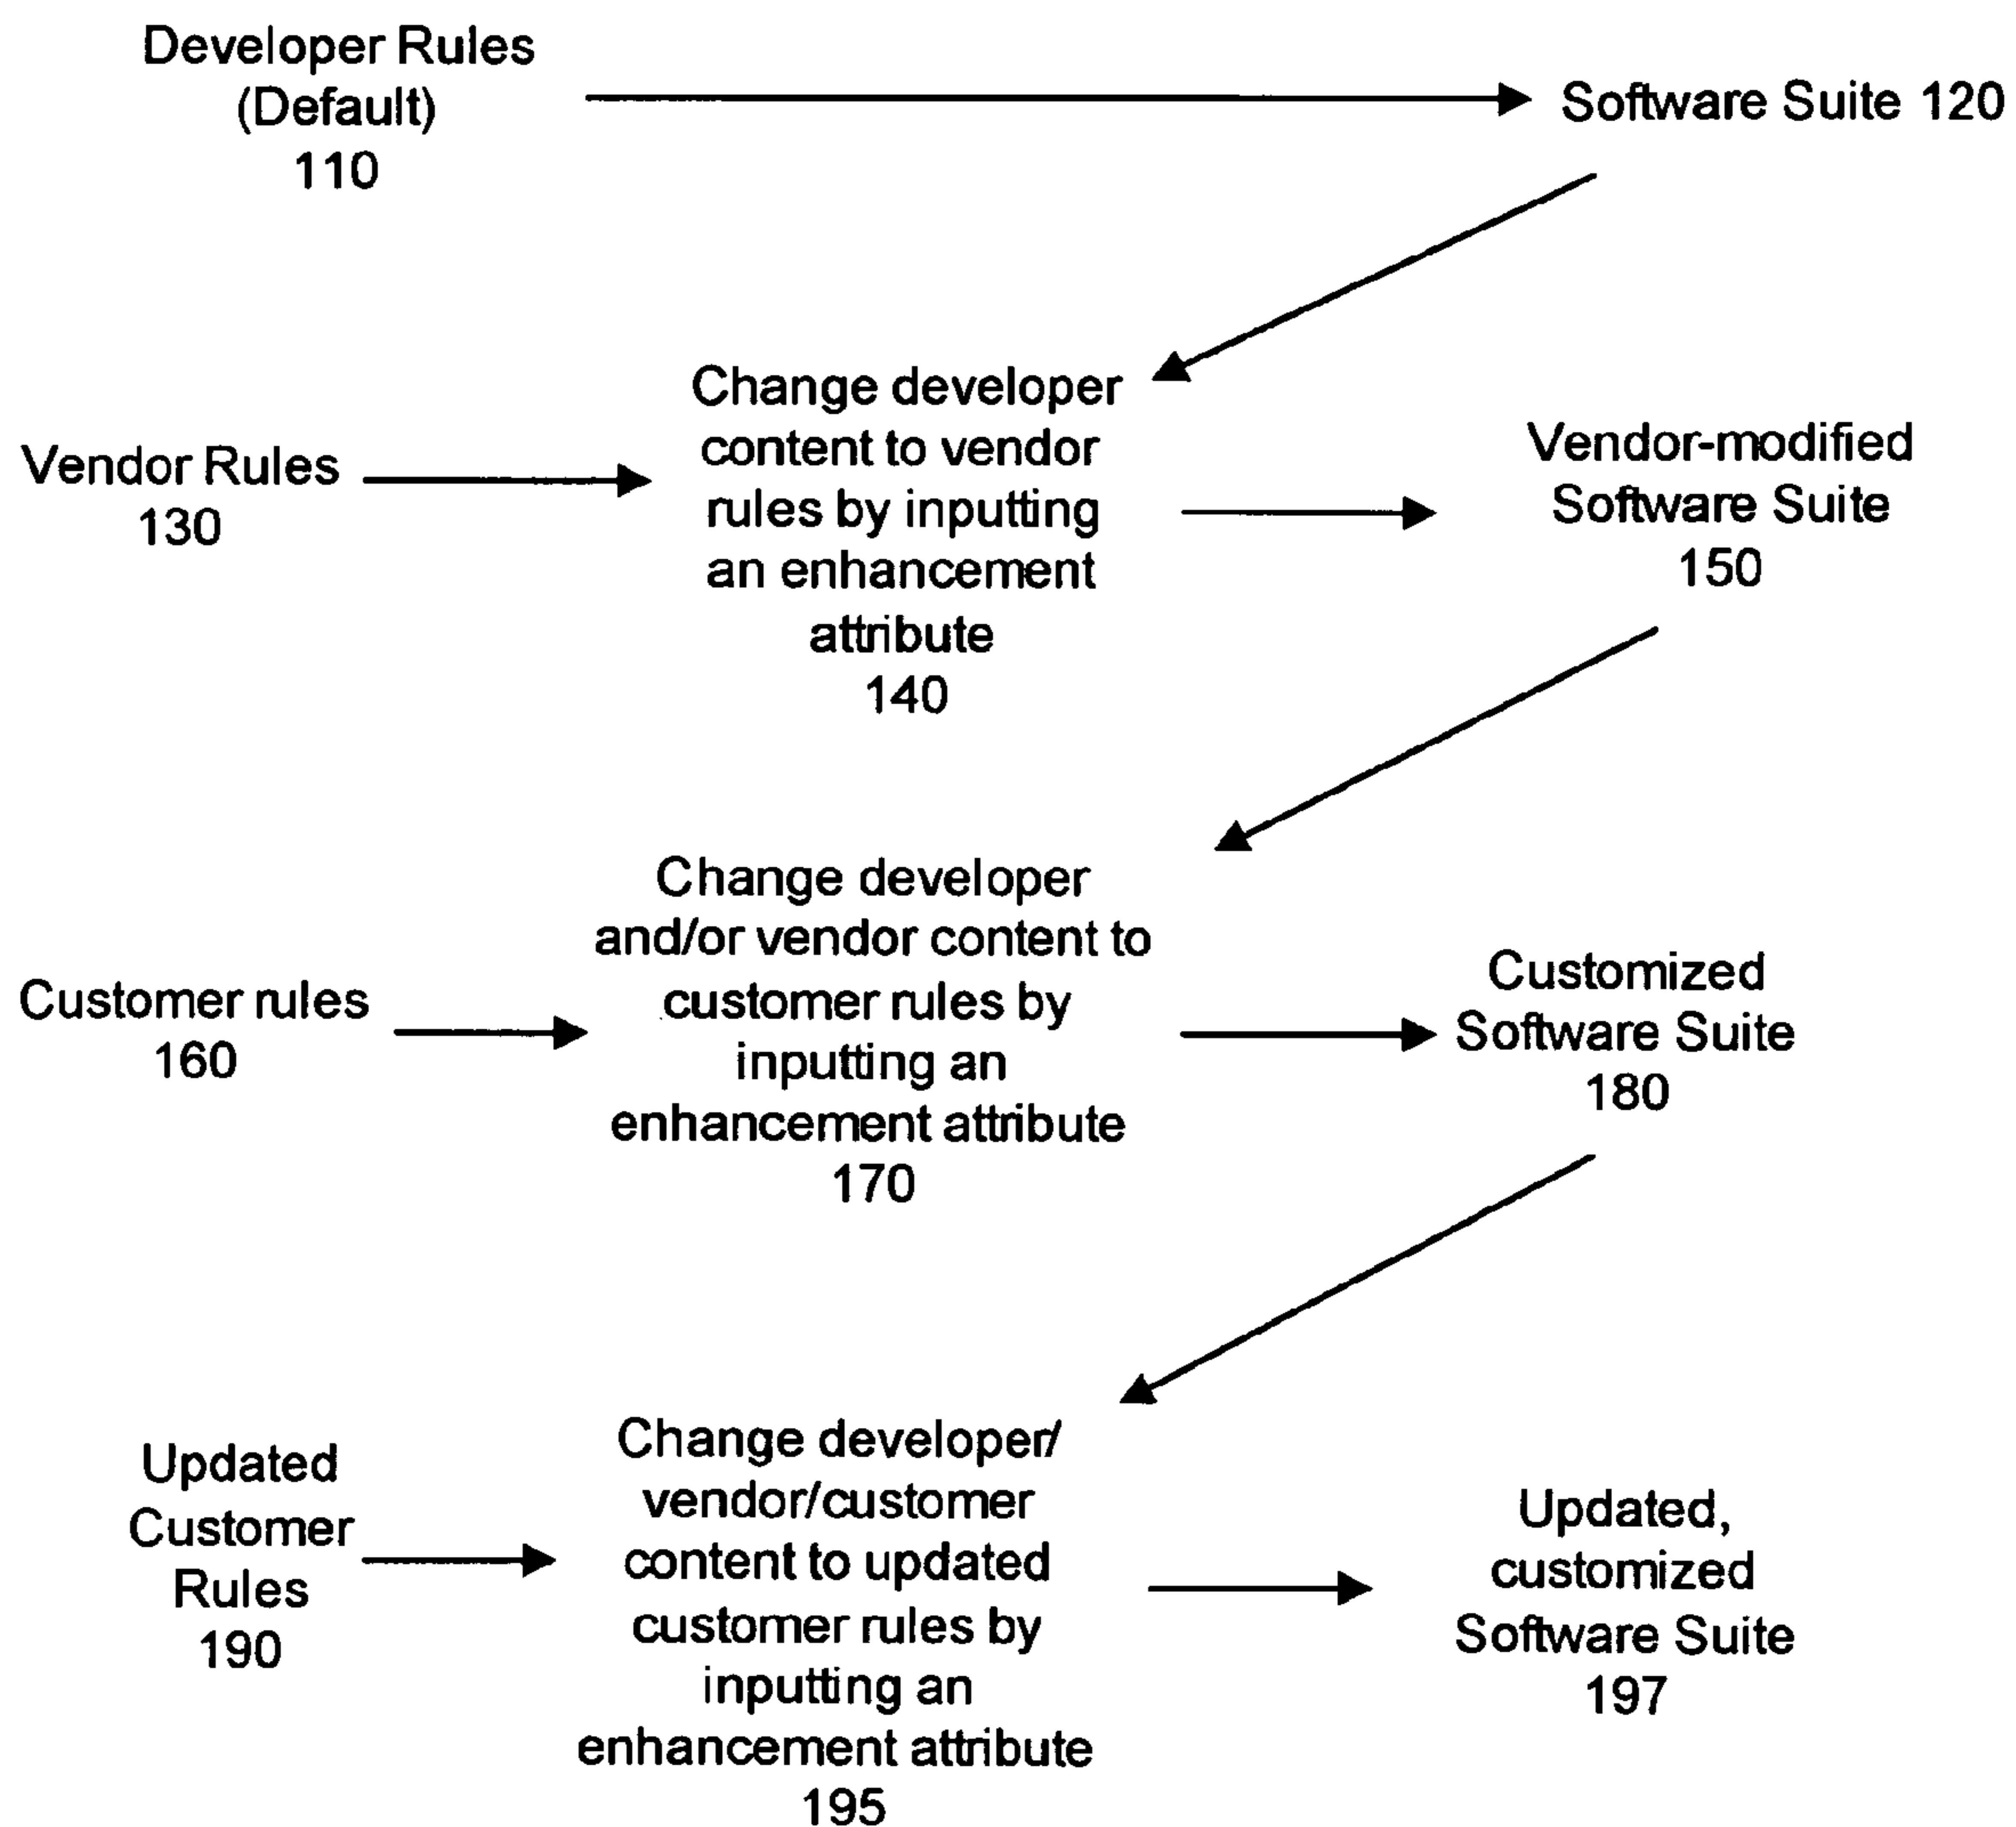 Developer Rules
(Default)
110
Software Suite 120
Vendor Rules
130
Change developer
content to vendor
rules by inputting
an enhancement
attribute
140
Vendor-modified
Software Suite
150
Customer rules
160
Change developer
and/or vendor content to
customer rules by
inputting an
enhancement attribute
170
Customized
Software Suite
180
Updated
Customer
Rules
190
Change developer/
vendor/customer
content to updated
customer rules by
inputting an
enhancement attribute
195
Updated,
customized
Software Suite
197